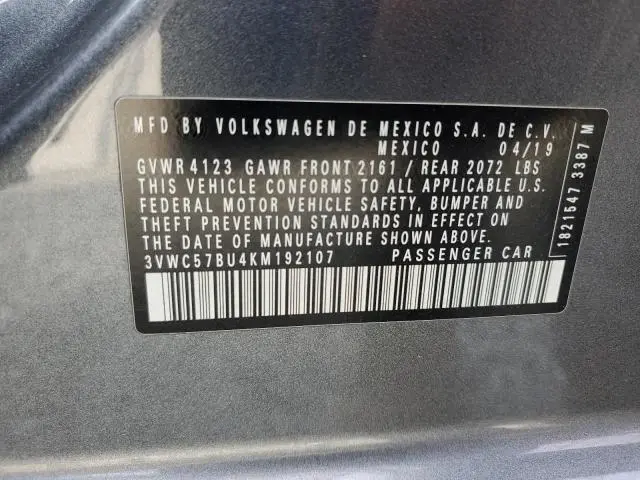 MFD BY VOLKSWAGEN DE MEXICO S.A. DE C.V.
MEXICO 04/19
GVWR 4123 GAWR FRONT 2161 / REAR 2072 LBS
THIS VEHICLE CONFORMS TO ALL APPLICABLE U.S.
FEDERAL MOTOR VEHICLE SAFETY, BUMPER AND
THEFT PREVENTION STANDARDS IN EFFECT ON
THE DATE OF MANUFACTURE SHOWN ABOVE.
3VWC57BU4KM192107 PASSENGER CAR
1821547 3387 M